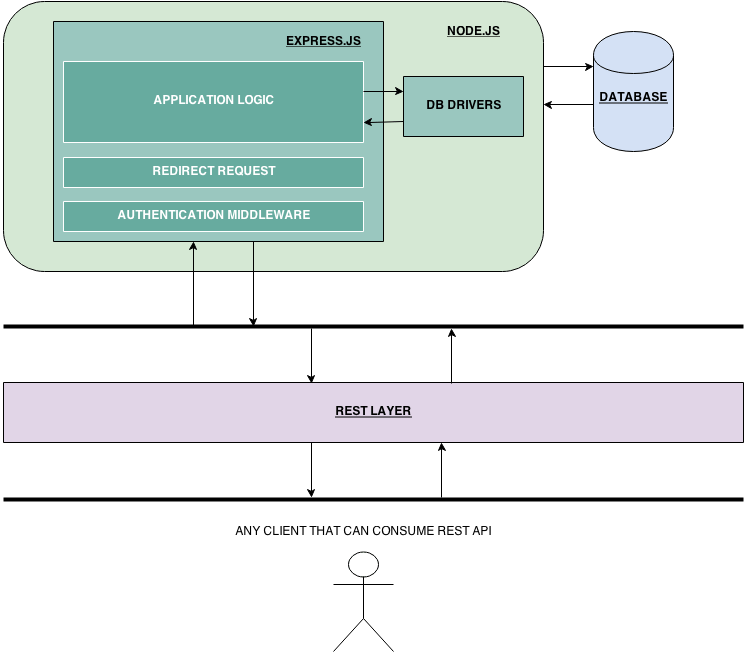 NODE.JS
EXPRESS.JS
APPLICATION LOGIC
DB DRIVERS
DATABASE
REDIRECT REQUEST
AUTHENTICATION MIDDLEWARE
REST LAYER
ANY CLIENT THAT CAN CONSUME REST API